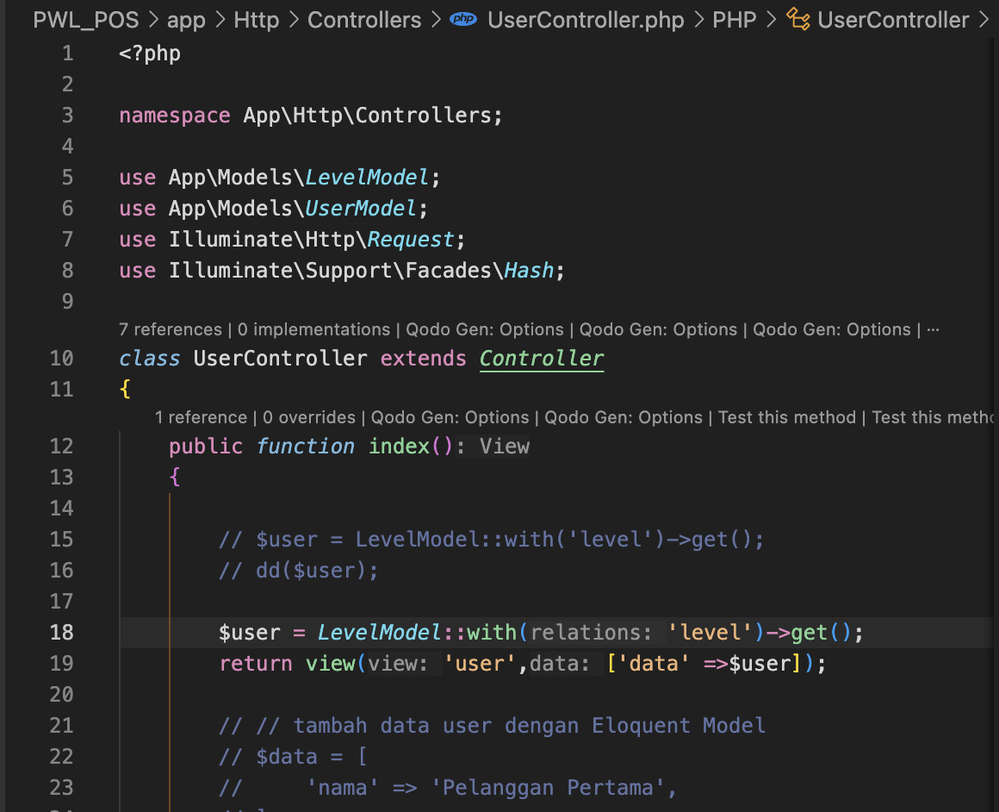 PWL_POS > app > Http > Controllers > php UserController.php > PHP > UserController >
1 <?php
2
3 namespace App\Http\Controllers;
4
5 use App\Models\LevelModel;
6 use App\Models\UserModel;
7 use Illuminate\Http\Request;
8 use Illuminate\Support\Facades\Hash;
9
7 references | 0 implementations | Qodo Gen: Options | Qodo Gen: Options | Qodo Gen: Options | ···
10 class UserController extends Controller
11 {
1 reference | 0 overrides | Qodo Gen: Options | Qodo Gen: Options | Test this method | Test this metho
12 public function index(): View
13 {
14
15 // $user = LevelModel::with('level')->get();
16 // dd($user);
17
18 $user = LevelModel::with(relations: 'level')->get();
19 return view(view: 'user',data: ['data' =>$user]);
20
21 // // tambah data user dengan Eloquent Model
22 // $data = [
23 //     'nama' => 'Pelanggan Pertama',